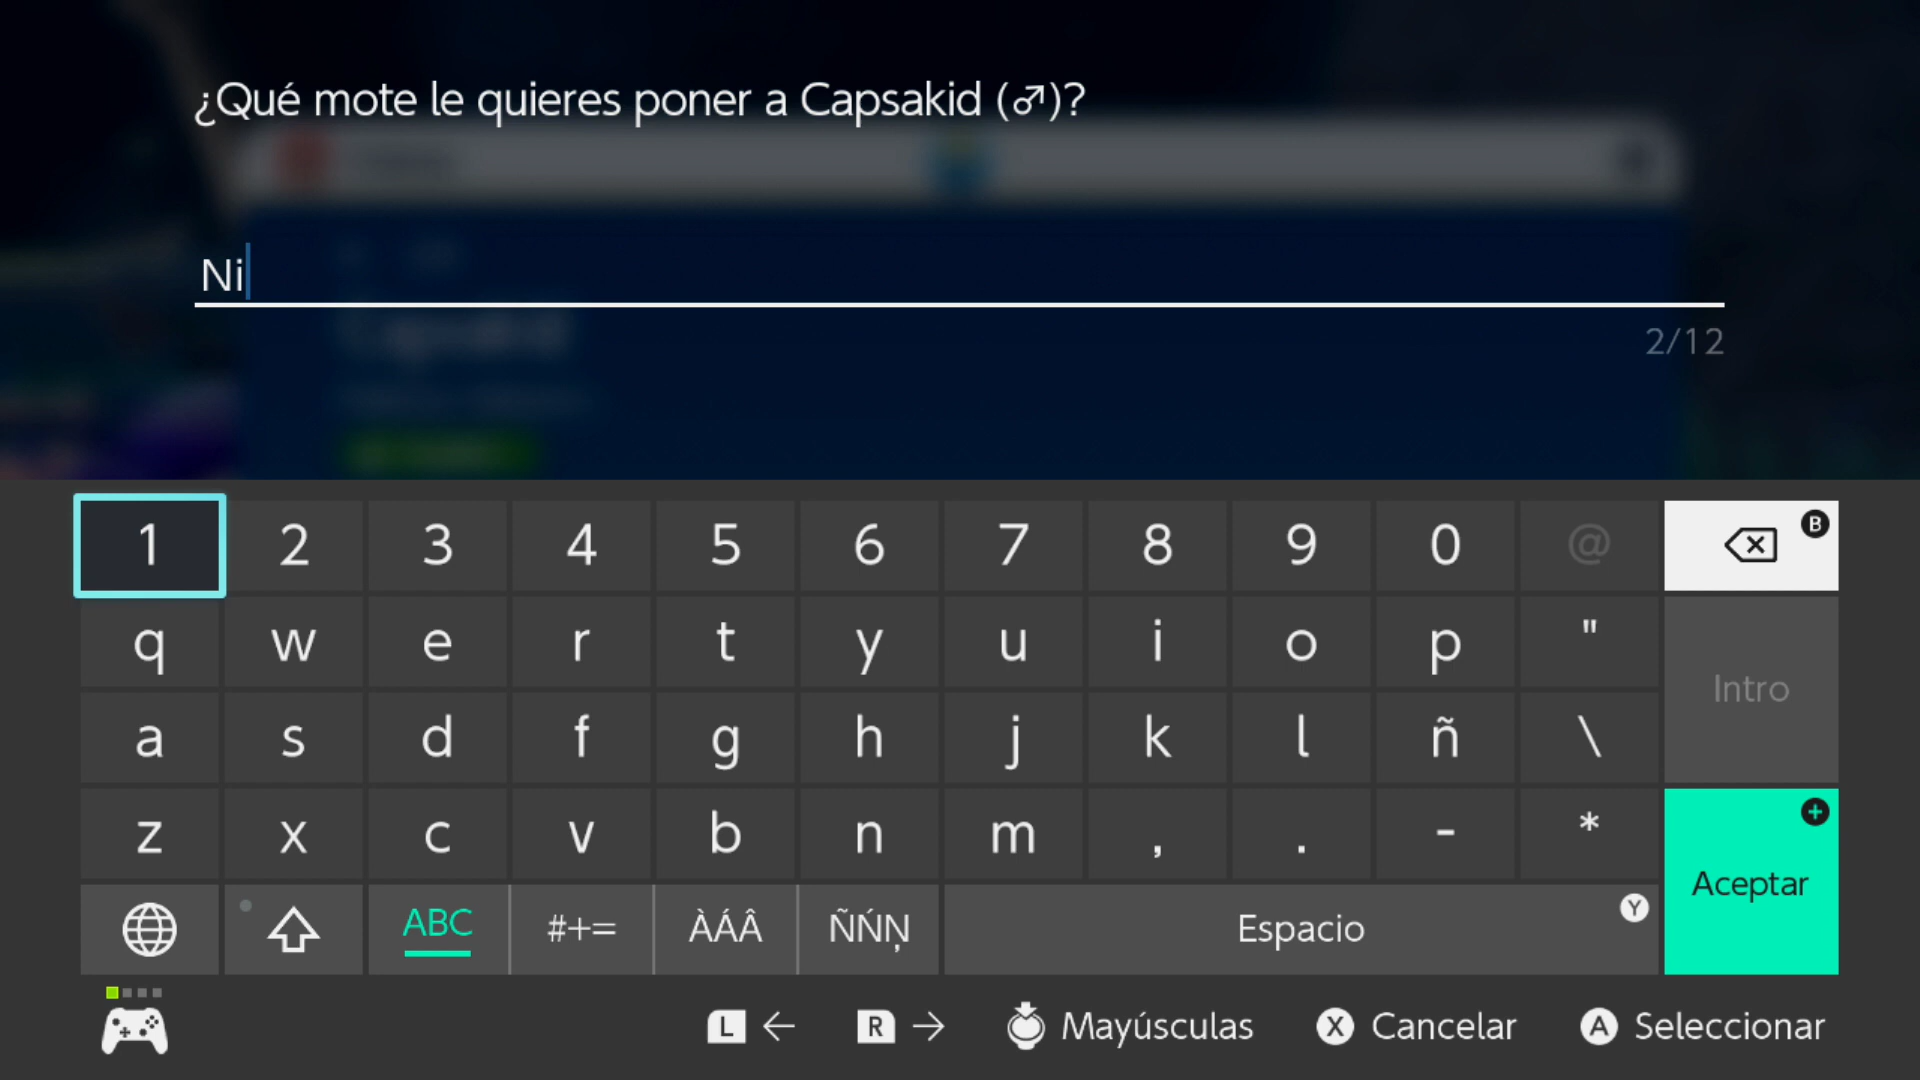 ¿Qué mote le quieres poner a Capsakid (♂)?
Ni
2/12
1 2 3 4 5 6 7 8 9 0 @ B
q w e r t y u i o p "
Intro
a s d f g h j k l ñ \
z x c v b n m , . - *
+
Aceptar
ABC #+= ÀÁÂ ÑŃŅ Espacio Y
L ← R → Mayúsculas X Cancelar A Seleccionar